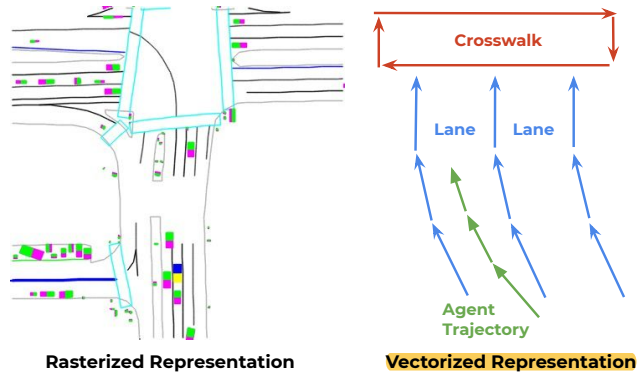 Crosswalk
Lane Lane
Agent
Trajectory
Rasterized Representation
Vectorized Representation